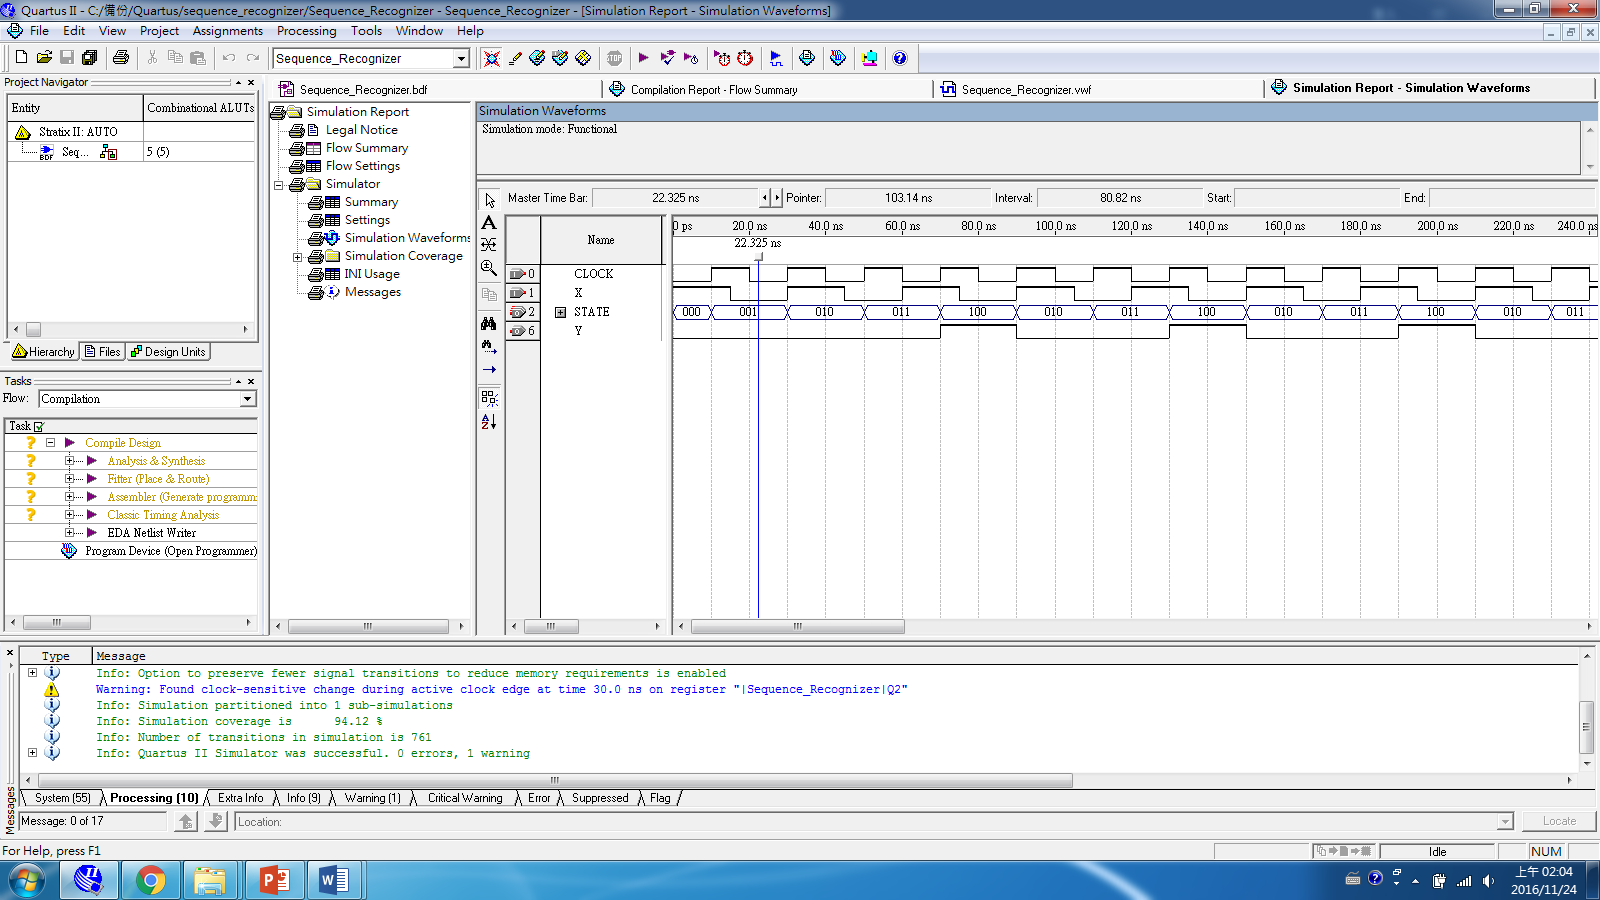 Quartus II - C:/備份/Quartus/sequence_recognizer/Sequence_Recognizer - Sequence_Recognizer - [Simulation Report - Simulation Waveforms]
File Edit View Project Assignments Processing Tools Window Help
Sequence_Recognizer
Project Navigator
Entity Combinational ALUTs
Stratix II: AUTO
Seq... 5 (5)
Hierarchy Files Design Units
Tasks
Flow: Compilation
Task
Compile Design
Analysis & Synthesis
Fitter (Place & Route)
Assembler (Generate programmi
Classic Timing Analysis
EDA Netlist Writer
Program Device (Open Programmer)
Sequence_Recognizer.bdf Compilation Report - Flow Summary Sequence_Recognizer.vwf Simulation Report - Simulation Waveforms
Simulation Report
Legal Notice
Flow Summary
Flow Settings
Simulator
Summary
Settings
Simulation Waveforms
Simulation Coverage
INI Usage
Messages
Simulation Waveforms
Simulation mode: Functional
Master Time Bar: 22.325 ns Pointer: 103.14 ns Interval: 80.82 ns Start: End:
Name
0 ps 20.0 ns 40.0 ns 60.0 ns 80.0 ns 100.0 ns 120.0 ns 140.0 ns 160.0 ns 180.0 ns 200.0 ns 220.0 ns 240.0 n
22.325 ns
0 CLOCK
1 X
2 STATE 000 001 010 011 100 010 011 100 010 011 100 010 011
6 Y
Type Message
Info: Option to preserve fewer signal transitions to reduce memory requirements is enabled
Warning: Found clock-sensitive change during active clock edge at time 30.0 ns on register "|Sequence_Recognizer|Q2"
Info: Simulation partitioned into 1 sub-simulations
Info: Simulation coverage is 94.12 %
Info: Number of transitions in simulation is 761
Info: Quartus II Simulator was successful. 0 errors, 1 warning
System (55) Processing (10) Extra Info Info (9) Warning (1) Critical Warning Error Suppressed Flag
Messages
Message: 0 of 17 Location: Locate
For Help, press F1 Idle NUM
上午 02:04
2016/11/24